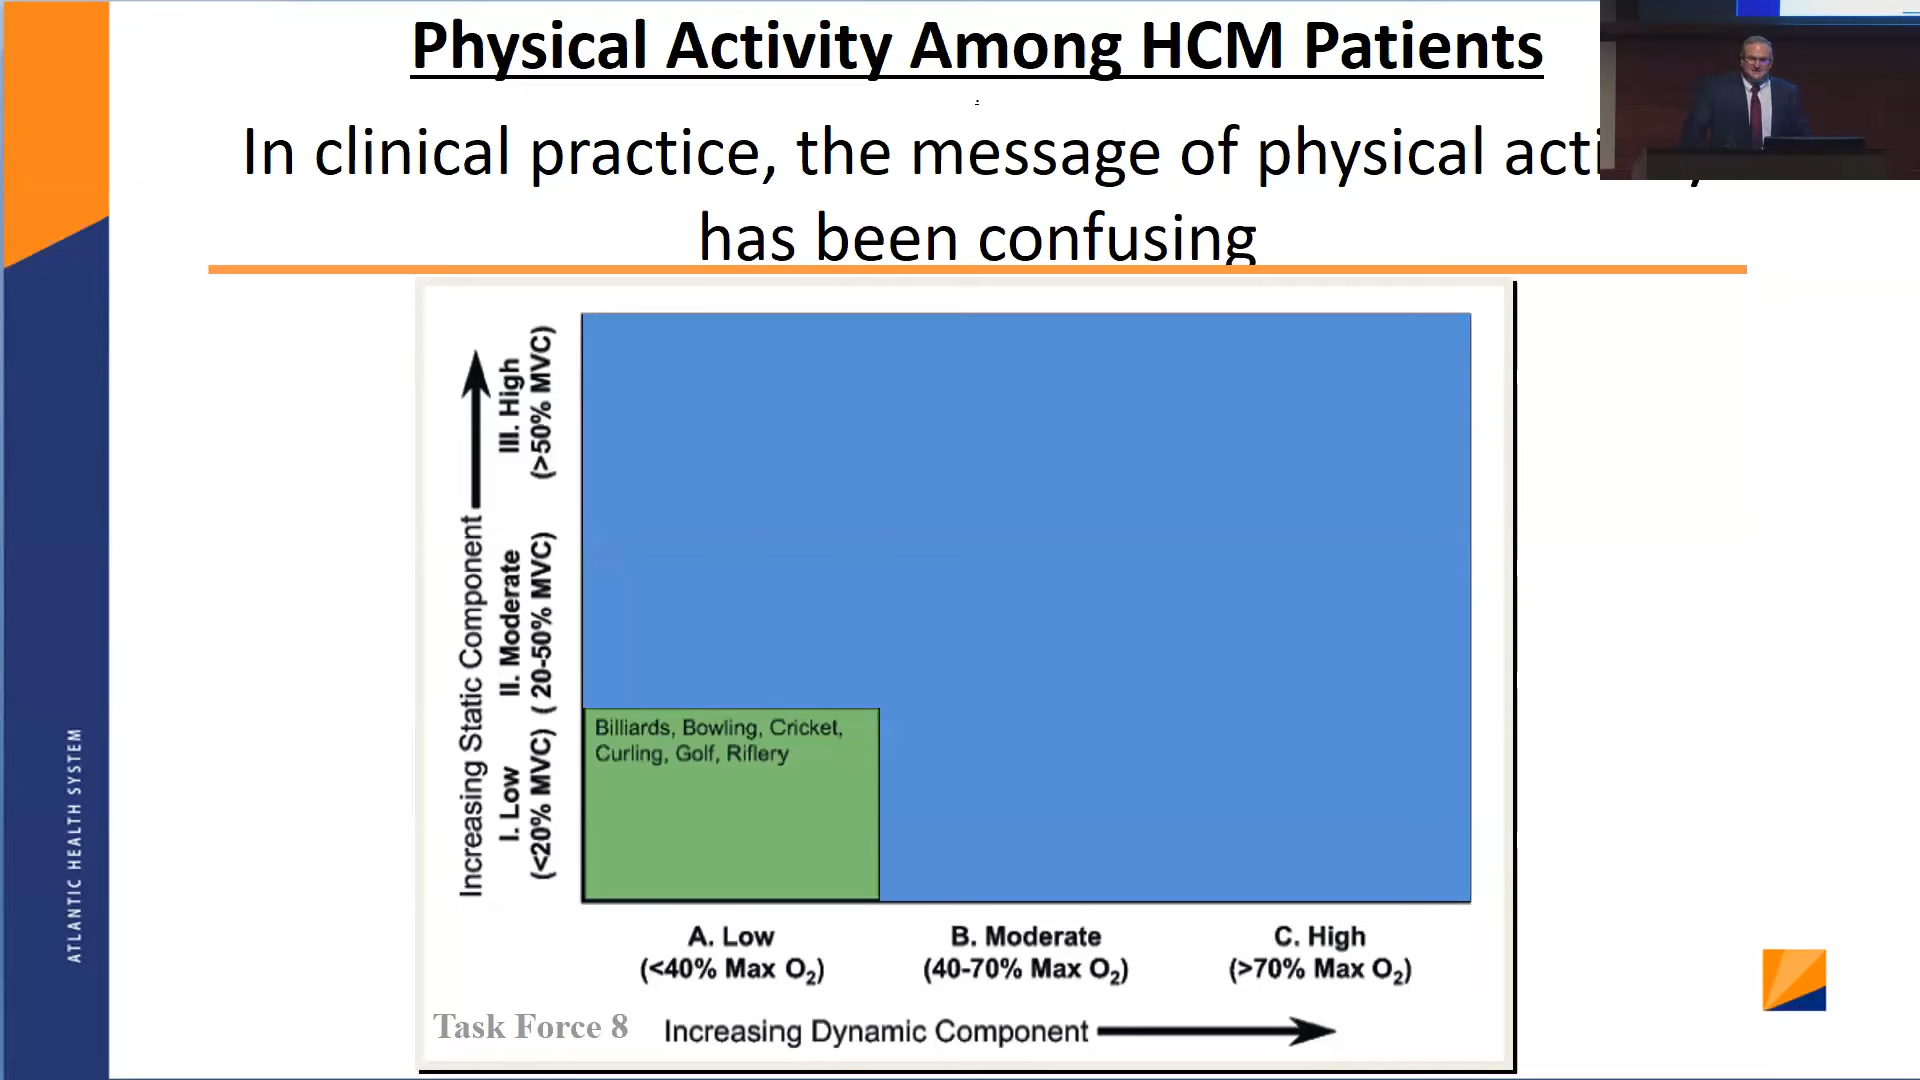 Physical Activity Among HCM Patients
.
In clinical practice, the message of physical
has been confusing
Increasing Static Component
III. High
(>50% MVC)
II. Moderate
( 20-50% MVC)
I. Low
(<20% MVC)
Billiards, Bowling, Cricket,
Curling, Golf, Riflery
A. Low
(<40% Max O₂)
B. Moderate
(40-70% Max O₂)
C. High
(>70% Max O₂)
Task Force 8
Increasing Dynamic Component
ATLANTIC HEALTH SYSTEM